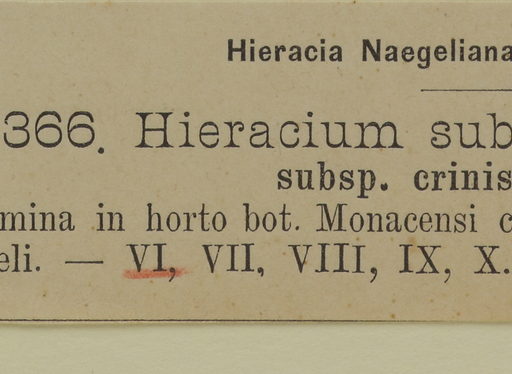 Hieracia Naegeliana
366. Hieracium sub
subsp. crinis
mina in horto bot. Monacensi c
eli. — VI, VII, VIII, IX, X.